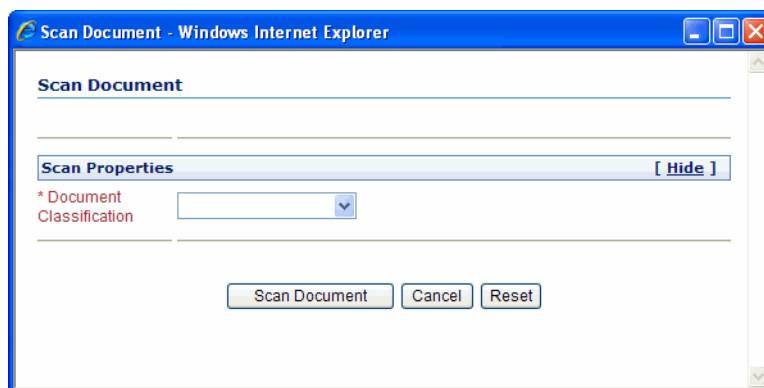 Scan Document - Windows Internet Explorer
Scan Document
Scan Properties [ Hide ]
* Document
Classification
Scan Document Cancel Reset